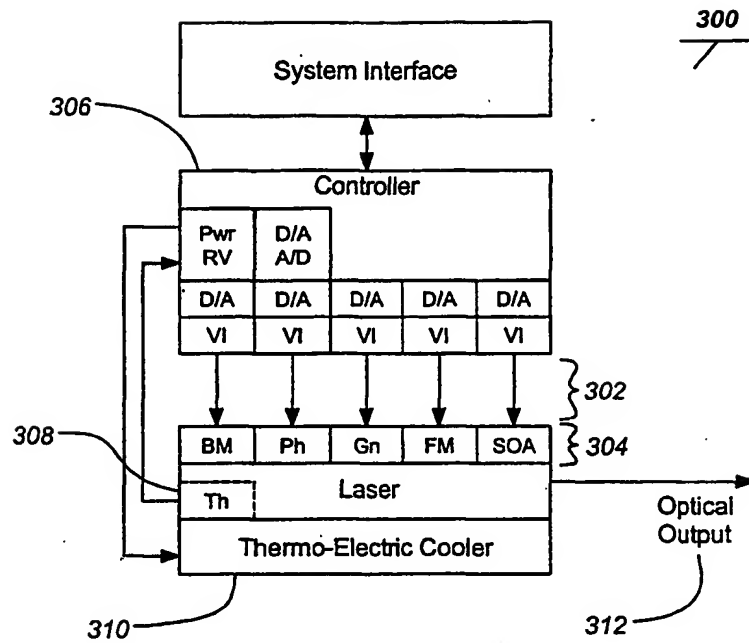 300
System Interface
306
Controller
Pwr D/A
RV A/D
D/A D/A D/A D/A D/A
VI VI VI VI VI
302
308
BM Ph Gn FM SOA
304
Th
Laser
Optical
Output
Thermo-Electric Cooler
310
312